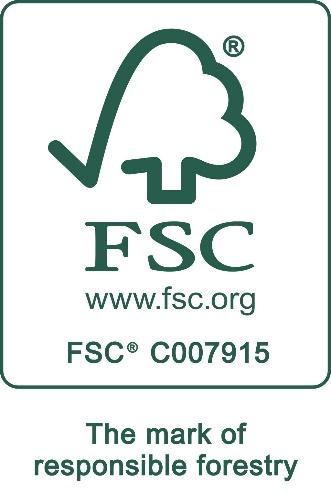 ®
FSC
www.fsc.org
FSC® C007915
The mark of
responsible forestry